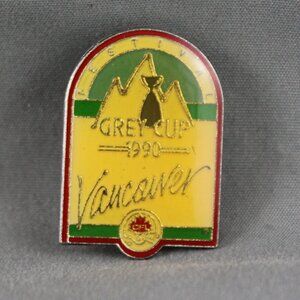 FESTIVAL
GREY CUP
1990
Vancouver
CFL